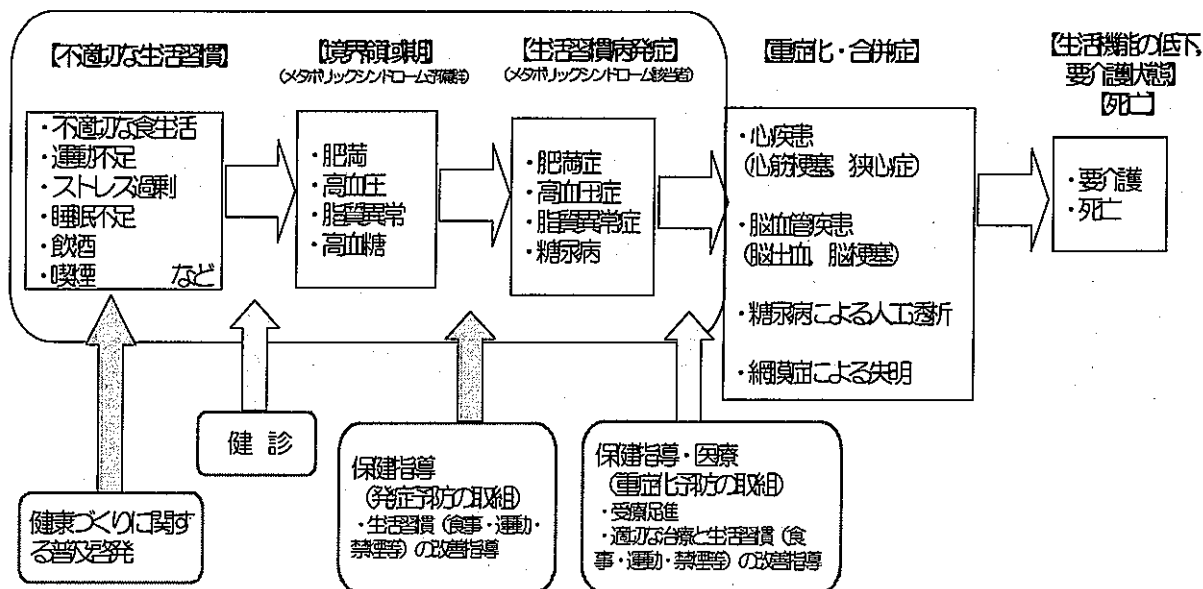 【不適切な生活習慣】
・不適切な食生活
・運動不足
・ストレス過剰
・睡眠不足
・飲酒
・喫煙　など
【境界領域期】
(メタボリックシンドローム予備群)
・肥満
・高血圧
・脂質異常
・高血糖
【生活習慣病発症】
(メタボリックシンドローム該当者)
・肥満症
・高血圧症
・脂質異常症
・糖尿病
【重症化・合併症】
・心疾患
(心筋梗塞、狭心症)
・脳血管疾患
(脳出血、脳梗塞)
・糖尿病による人工透析
・網膜症による失明
【生活機能の低下、
要介護状態】
【死亡】
・要介護
・死亡
健康づくりに関す
る普及啓発
健 診
保健指導
(発症予防の取組)
・生活習慣（食事・運動・
禁煙等）の改善指導
保健指導・医療
(重症化予防の取組)
・受療促進
・適切な治療と生活習慣（食
事・運動・禁煙等）の改善指導